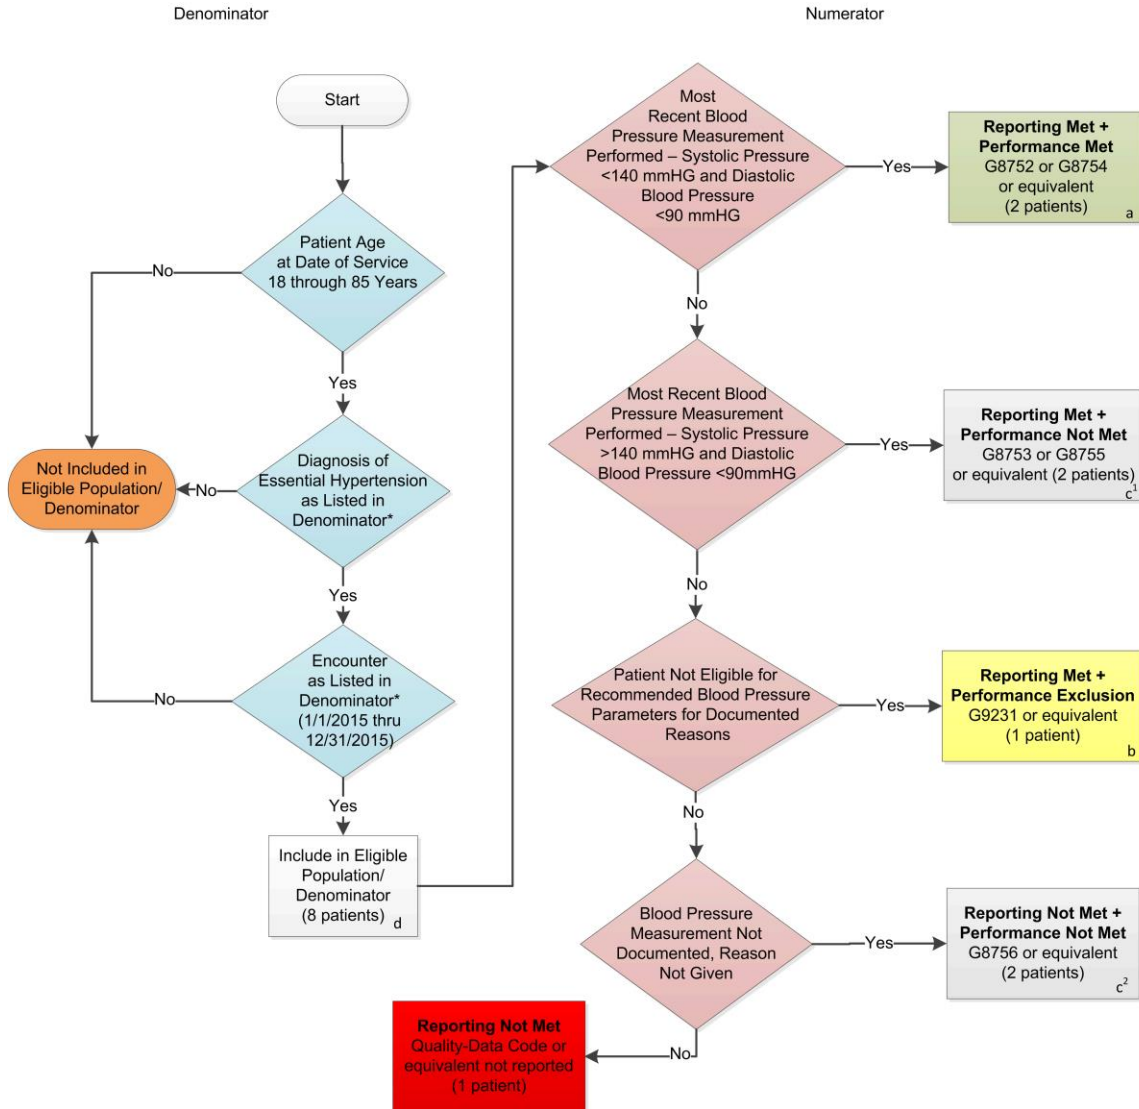 Denominator
Numerator
Start
Patient Age
at Date of Service
18 through 85 Years
No
Yes
Diagnosis of
Essential Hypertension
as Listed in
Denominator*
No
Not Included in
Eligible Population/
Denominator
Yes
Encounter
as Listed in
Denominator*
(1/1/2015 thru
12/31/2015)
No
Yes
Include in Eligible
Population/
Denominator
(8 patients)
d
Most
Recent Blood
Pressure Measurement
Performed – Systolic Pressure
<140 mmHG and Diastolic
Blood Pressure
<90 mmHG
Yes
Reporting Met +
Performance Met
G8752 or G8754
or equivalent
(2 patients)
a
No
Most Recent Blood
Pressure Measurement
Performed – Systolic Pressure
>140 mmHG and Diastolic
Blood Pressure <90mmHG
Yes
Reporting Met +
Performance Not Met
G8753 or G8755
or equivalent (2 patients)
c¹
No
Patient Not Eligible for
Recommended Blood Pressure
Parameters for Documented
Reasons
Yes
Reporting Met +
Performance Exclusion
G9231 or equivalent
(1 patient)
b
No
Blood Pressure
Measurement Not
Documented, Reason
Not Given
Yes
Reporting Not Met +
Performance Not Met
G8756 or equivalent
(2 patients)
c²
No
Reporting Not Met
Quality-Data Code or
equivalent not reported
(1 patient)